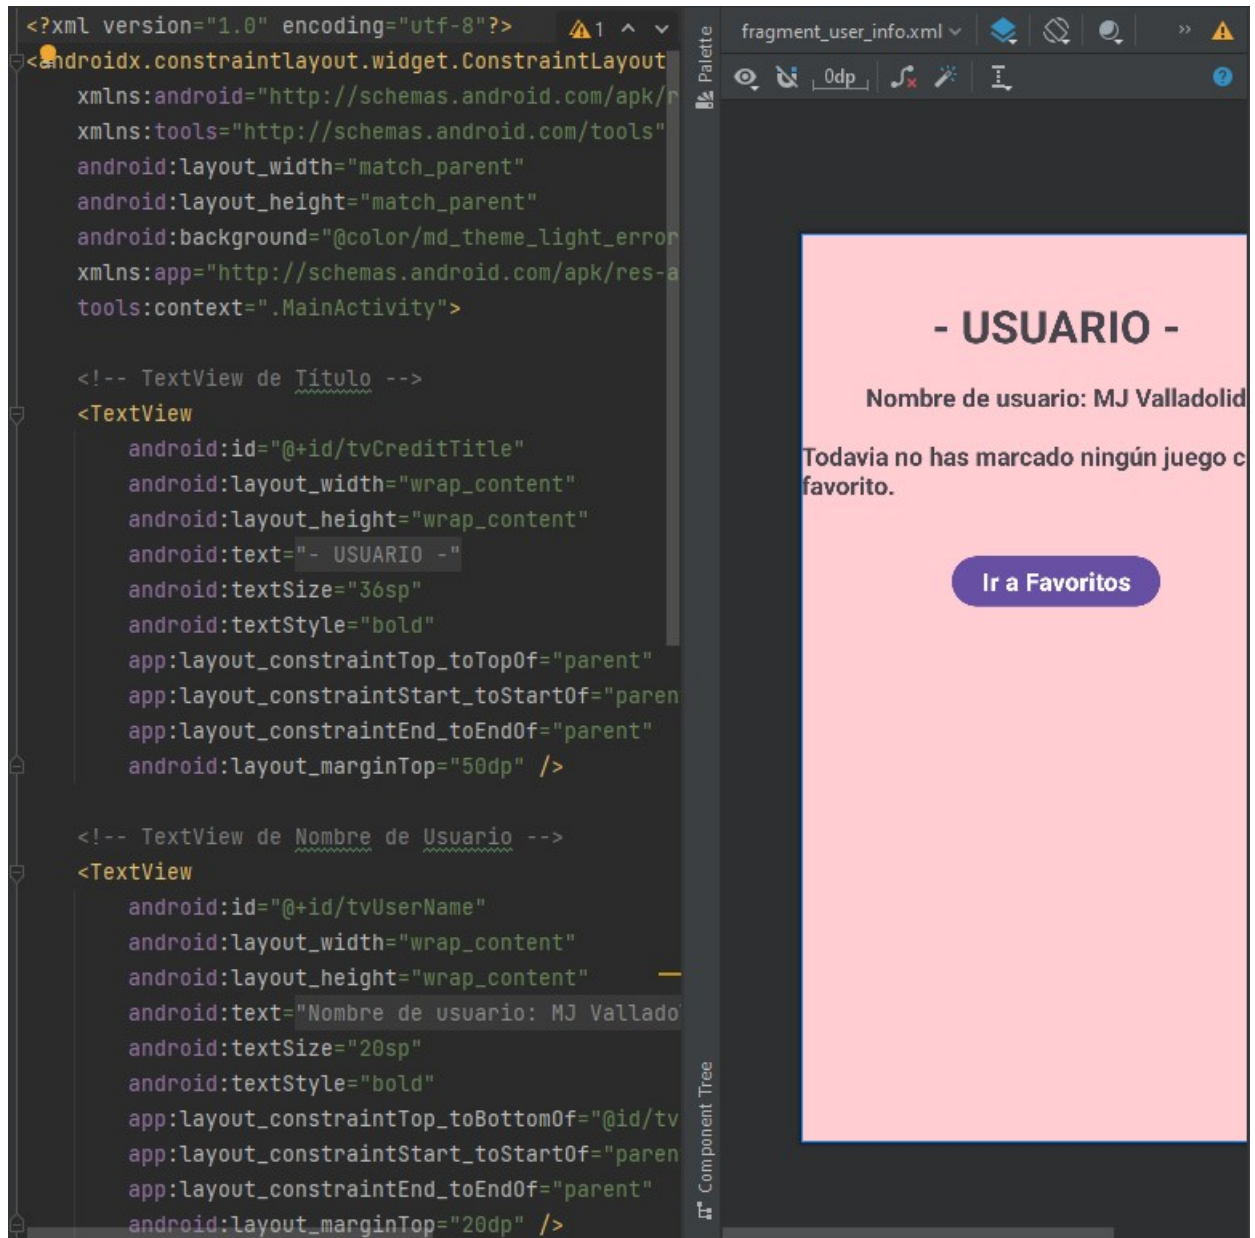 <?xml version="1.0" encoding="utf-8"?>
1
<androidx.constraintlayout.widget.ConstraintLayout
xmlns:android="http://schemas.android.com/apk/r
xmlns:tools="http://schemas.android.com/tools"
android:layout_width="match_parent"
android:layout_height="match_parent"
android:background="@color/md_theme_light_error
xmlns:app="http://schemas.android.com/apk/res-a
tools:context=".MainActivity">
<!-- TextView de Título -->
<TextView
android:id="@+id/tvCreditTitle"
android:layout_width="wrap_content"
android:layout_height="wrap_content"
android:text="- USUARIO -"
android:textSize="36sp"
android:textStyle="bold"
app:layout_constraintTop_toTopOf="parent"
app:layout_constraintStart_toStartOf="paren
app:layout_constraintEnd_toEndOf="parent"
android:layout_marginTop="50dp" />
<!-- TextView de Nombre de Usuario -->
<TextView
android:id="@+id/tvUserName"
android:layout_width="wrap_content"
android:layout_height="wrap_content"
android:text="Nombre de usuario: MJ Vallado
android:textSize="20sp"
android:textStyle="bold"
app:layout_constraintTop_toBottomOf="@id/tv
app:layout_constraintStart_toStartOf="paren
app:layout_constraintEnd_toEndOf="parent"
android:layout_marginTop="20dp" />
Palette
Component Tree
fragment_user_info.xml
0dp
- USUARIO -
Nombre de usuario: MJ Valladolid
Todavia no has marcado ningún juego c
favorito.
Ir a Favoritos